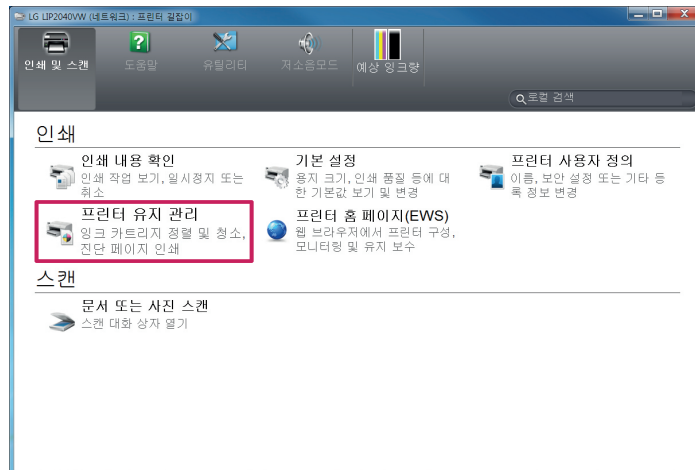 LG LIP2040VW (네트워크) : 프린터 길잡이
인쇄 및 스캔
도움말
유틸리티
저소음모드
예상 잉크량
로컬 검색
인쇄
인쇄 내용 확인
인쇄 작업 보기, 일시정지 또는
취소
기본 설정
용지 크기, 인쇄 품질 등에 대
한 기본값 보기 및 변경
프린터 사용자 정의
이름, 보안 설정 또는 기타 등
록 정보 변경
프린터 유지 관리
잉크 카트리지 정렬 및 청소,
진단 페이지 인쇄
프린터 홈 페이지(EWS)
웹 브라우저에서 프린터 구성,
모니터링 및 유지 보수
스캔
문서 또는 사진 스캔
스캔 대화 상자 열기